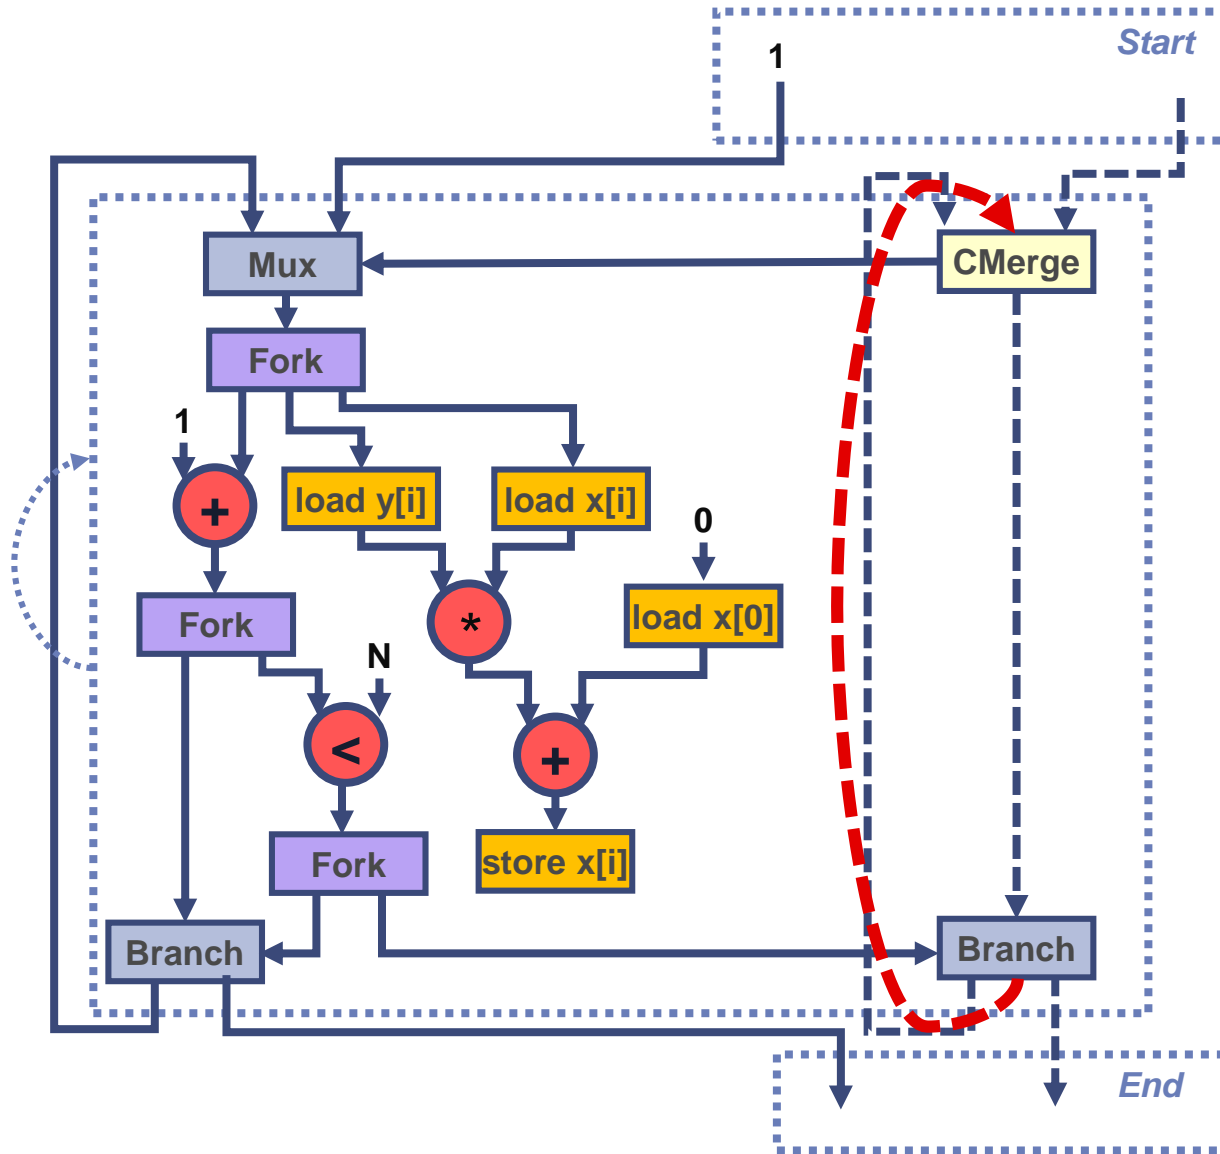 Start
1
Mux
CMerge
Fork
1
+
load y[i]
load x[i]
0
*
load x[0]
Fork
N
<
+
Fork
store x[i]
Branch
Branch
End